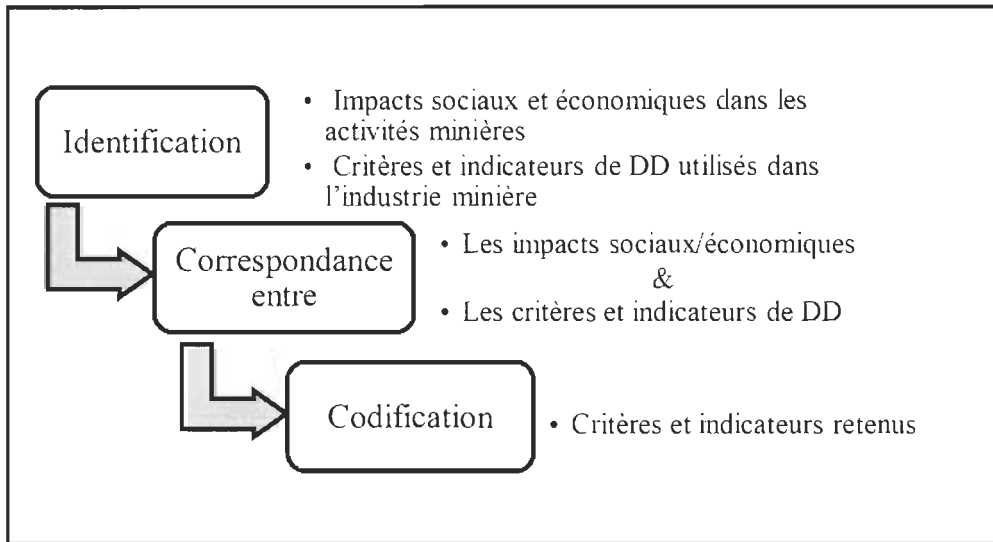 Identification
• Impacts sociaux et économiques dans les
activités minières
• Critères et indicateurs de DD utilisés dans
l'industrie minière
Correspondance
entre
• Les impacts sociaux/économiques
&
• Les critères et indicateurs de DD
Codification
• Critères et indicateurs retenus